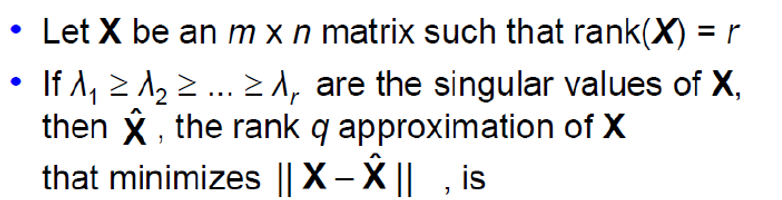 • Let X be an m x n matrix such that rank(X) = r
• If λ₁ ≥ λ₂ ≥ ... ≥ λᵣ are the singular values of X,
then X̂ , the rank q approximation of X
that minimizes || X – X̂ || , is